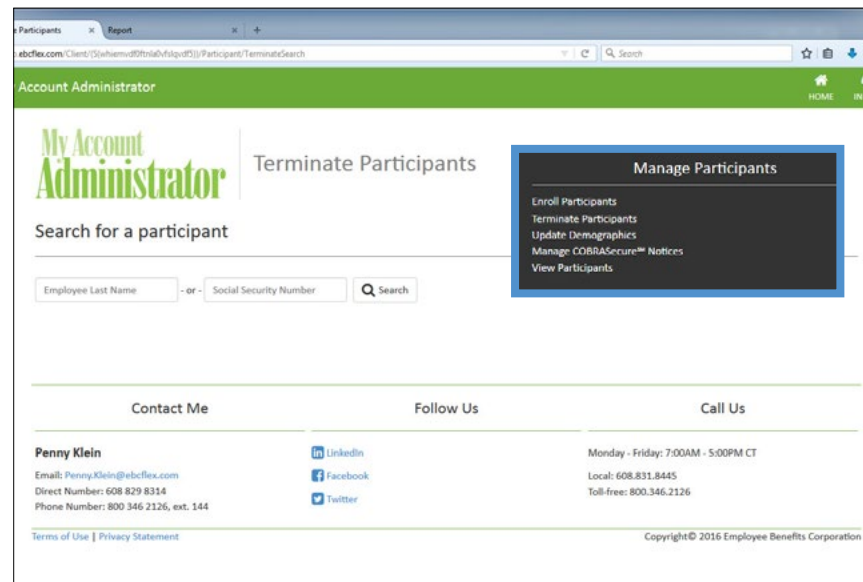 Participants × Report × +
ebcflex.com/Client/ /Participant/TerminateSearch Search
Account Administrator HOME
My Account
Administrator
Terminate Participants
Manage Participants
Enroll Participants
Terminate Participants
Update Demographics
Manage COBRASecure℠ Notices
View Participants
Search for a participant
Employee Last Name - or - Social Security Number Search
Contact Me Follow Us Call Us
Penny Klein LinkedIn Monday - Friday: 7:00AM - 5:00PM CT
Email: Penny.Klein@ebcflex.com Facebook Local: 608.831.8445
Direct Number: 608 829 8314 Twitter Toll-free: 800.346.2126
Phone Number: 800 346 2126, ext. 144
Terms of Use | Privacy Statement Copyright© 2016 Employee Benefits Corporation